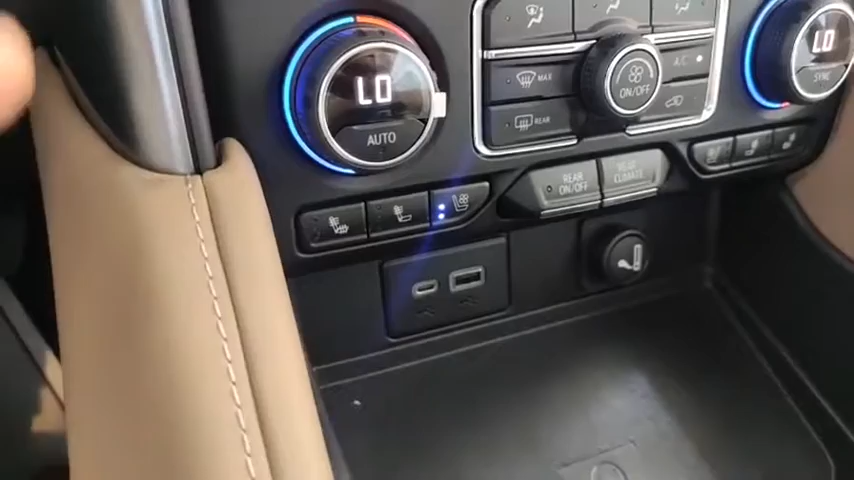 LO
AUTO
MAX
REAR
ON/OFF
A/C
LO
SYNC
REAR
ON/OFF
REAR
CLIMATE